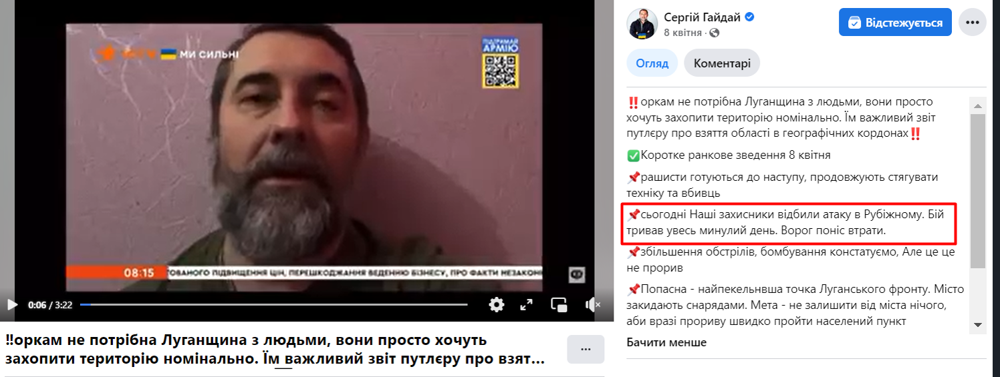 МИ СИЛЬНІ
ПІДТРИМАЙ
АРМІЮ
08:15
ОВАНОГО ПІДВИЩЕННЯ ЦІН, ПЕРЕШКОДЖАННЯ ВЕДЕННЮ БІЗНЕСУ, ПРО ФАКТИ НЕЗАКОН
0:06 / 3:22
‼оркам не потрібна Луганщина з людьми, вони просто хочуть
захопити територію номінально. Їм важливий звіт путлєру про взят...
...
Сергій Гайдай
8 квітня ·
Відстежується
Огляд
Коментарі
‼оркам не потрібна Луганщина з людьми, вони просто
хочуть захопити територію номінально. Їм важливий звіт
путлєру про взяття області в географічних кордонах‼
✅Коротке ранкове зведення 8 квітня
📌рашисти готуються до наступу, продовжують стягувати
техніку та вбивць
📌сьогодні Наші захисники відбили атаку в Рубіжному. Бій
тривав увесь минулий день. Ворог поніс втрати.
📌збільшення обстрілів, бомбування констатуємо, Але це це
не прорив
📌Попасна - найпекельнвша точка Луганського фронту. Місто
закидають снарядами. Мета - не залишити від міста нічого,
аби вразі прориву швидко пройти населений пункт
Бачити менше